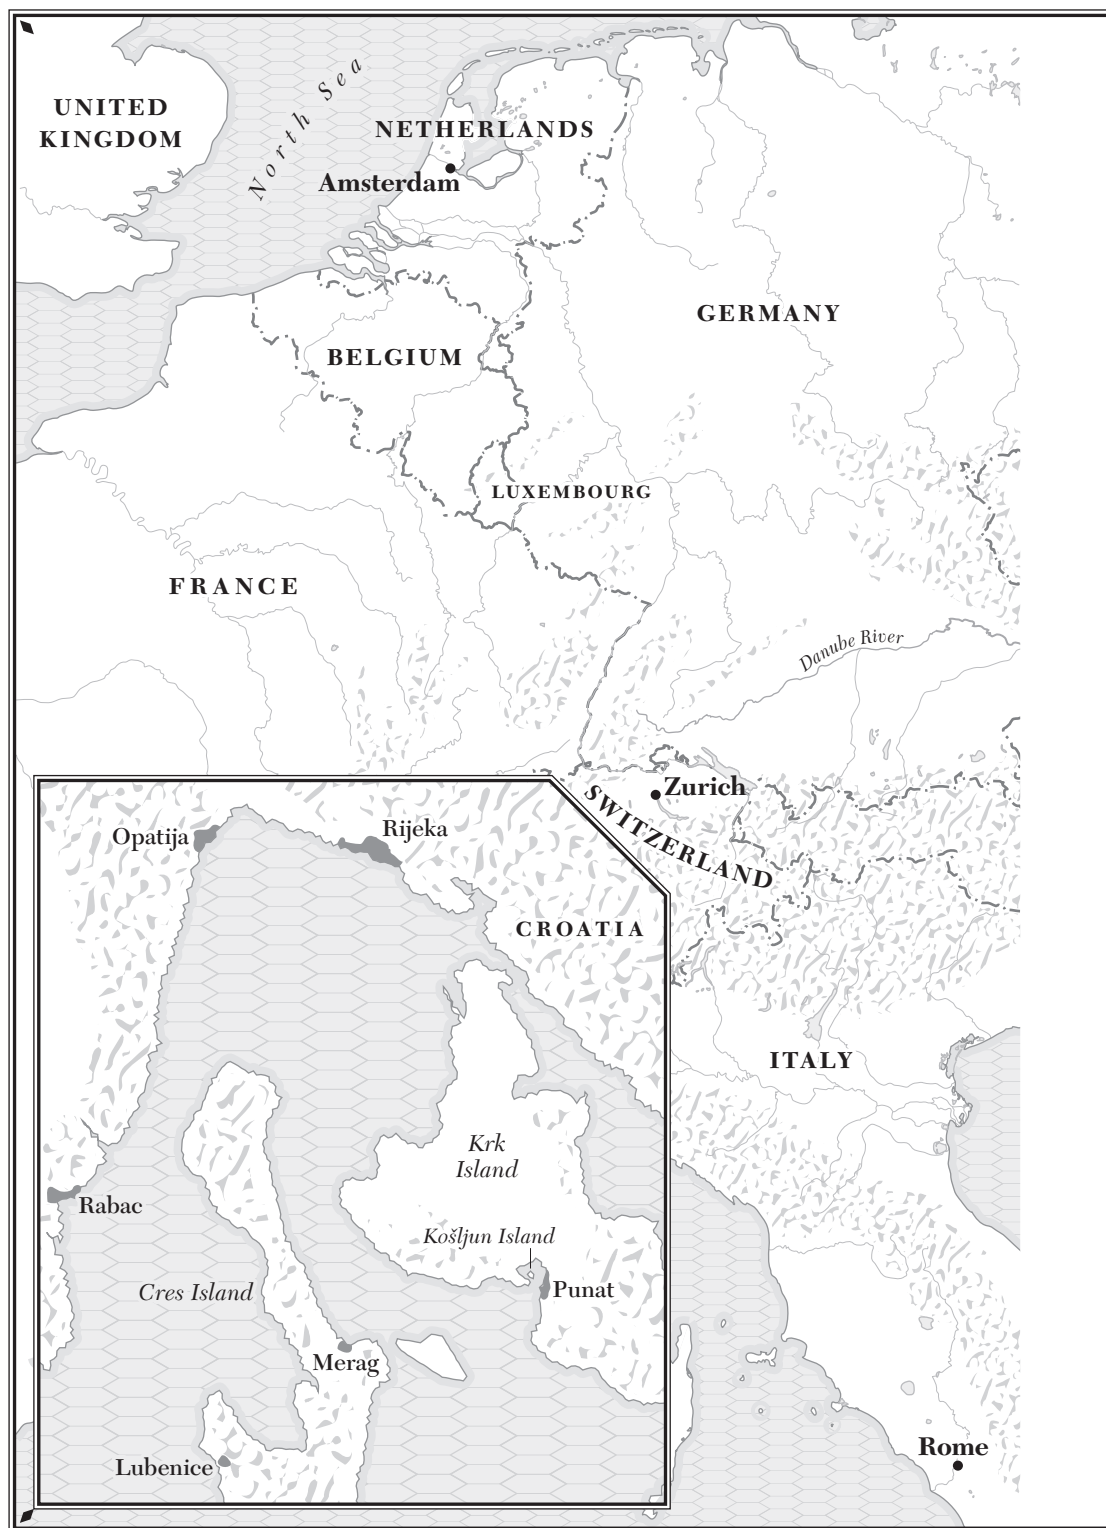 UNITED
KINGDOM
North Sea
NETHERLANDS
Amsterdam
GERMANY
BELGIUM
LUXEMBOURG
FRANCE
Danube River
Zurich
SWITZERLAND
Opatija
Rijeka
CROATIA
ITALY
Krk
Island
Rabac
Košljun Island
Cres Island
Punat
Merag
Rome
Lubenice